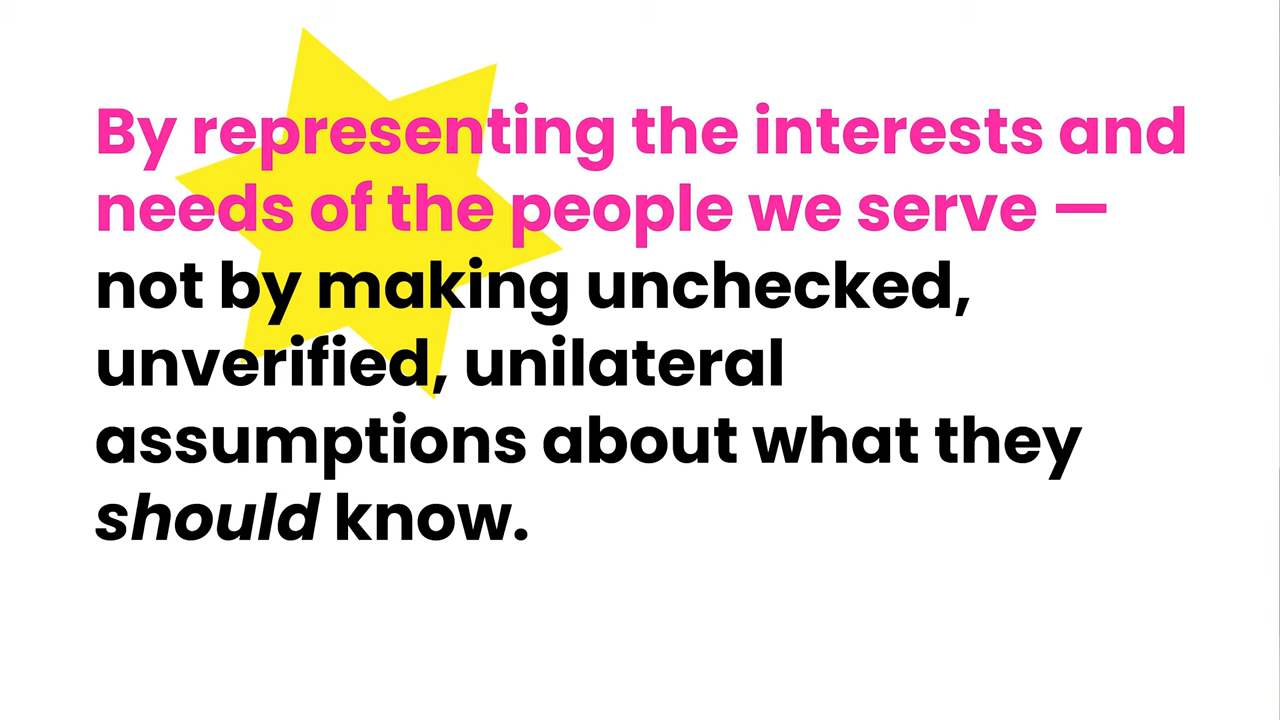 By representing the interests and
needs of the people we serve —
not by making unchecked,
unverified, unilateral
assumptions about what they
should know.